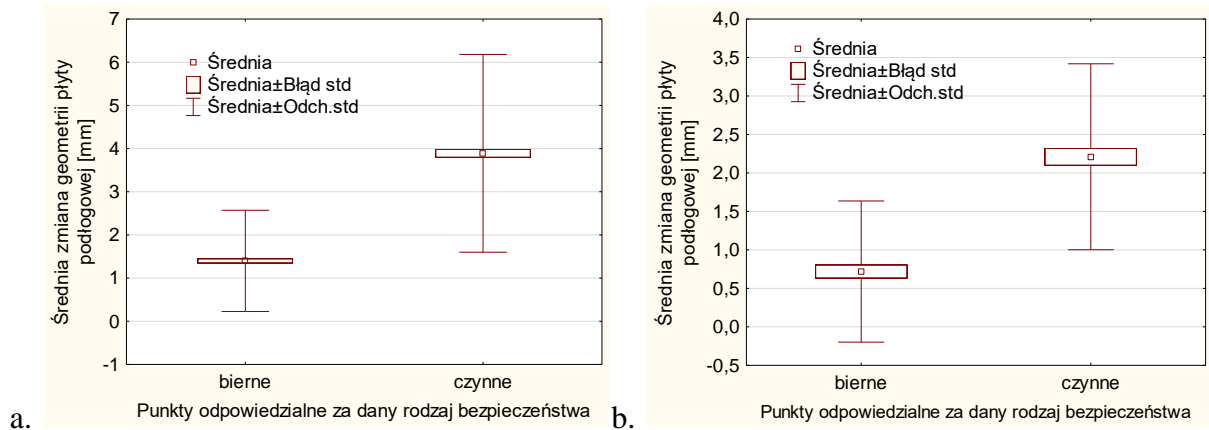 7
6
5
4
3
2
1
0
-1
Średnia zmiana geometrii płyty
podłogowej [mm]
Średnia
Średnia±Błąd std
Średnia±Odch.std
bierne czynne
Punkty odpowiedzialne za dany rodzaj bezpieczeństwa
a.
4,0
3,5
3,0
2,5
2,0
1,5
1,0
0,5
0,0
-0,5
Średnia zmiana geometrii płyty
podłogowej [mm]
Średnia
Średnia±Błąd std
Średnia±Odch.std
bierne czynne
Punkty odpowiedzialne za dany rodzaj bezpieczeństwa
b.